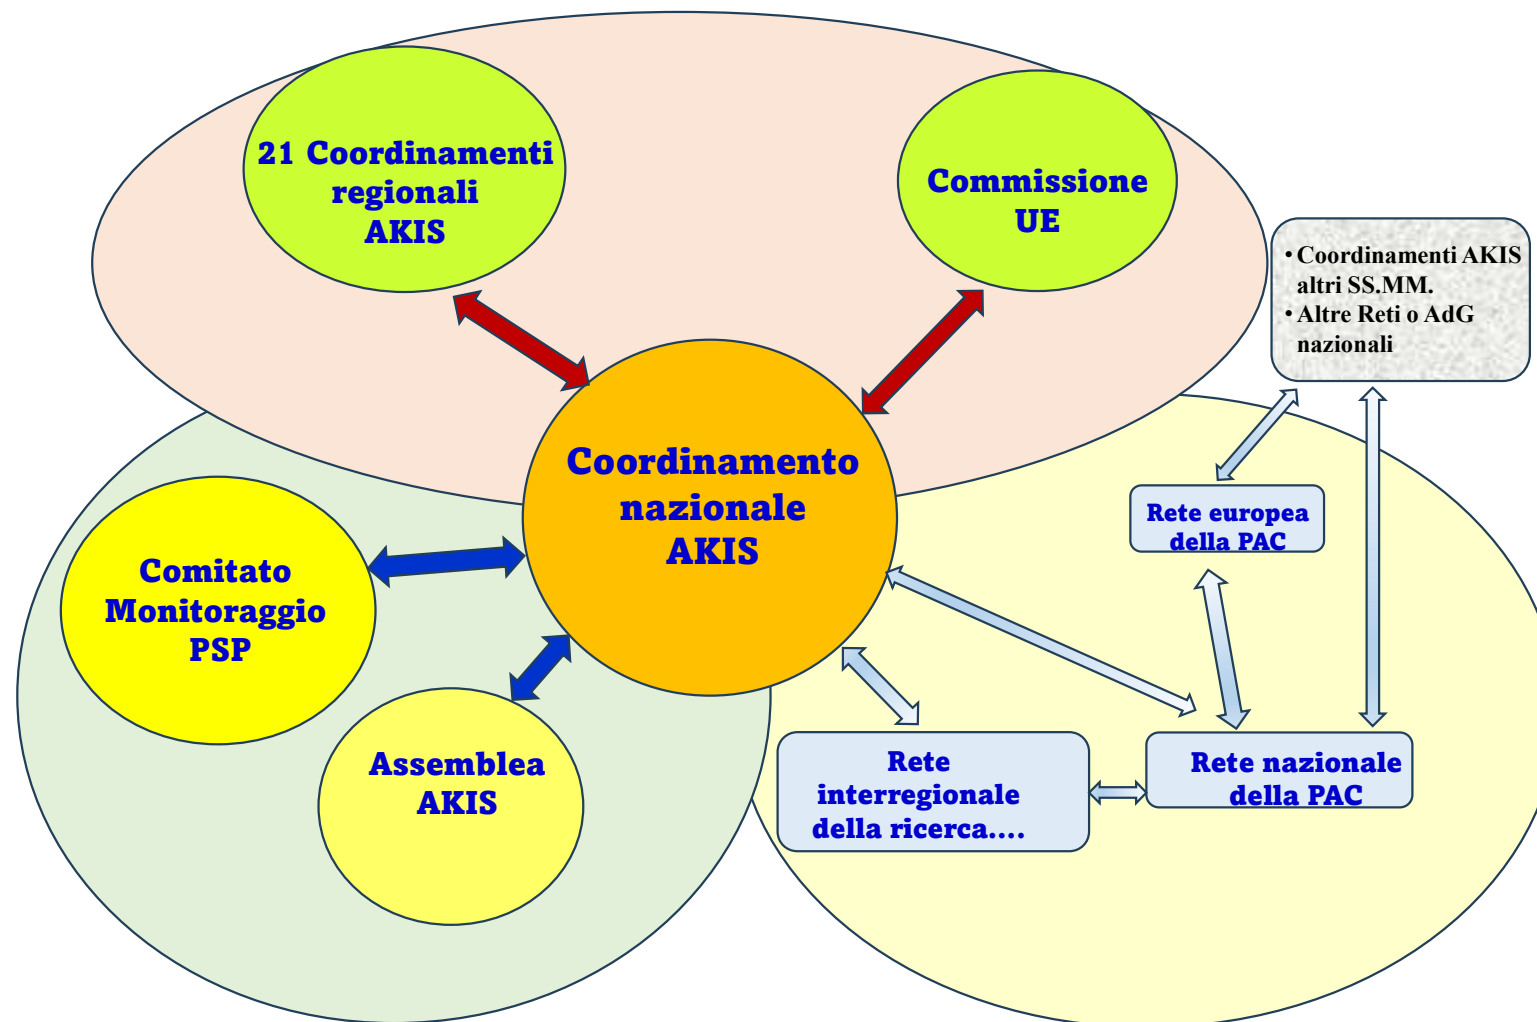 21 Coordinamenti
regionali
AKIS
Commissione
UE
• Coordinamenti AKIS
altri SS.MM.
• Altre Reti o AdG
nazionali
Coordinamento
nazionale
AKIS
Rete europea
della PAC
Comitato
Monitoraggio
PSP
Assemblea
AKIS
Rete
interregionale
della ricerca....
Rete nazionale
della PAC